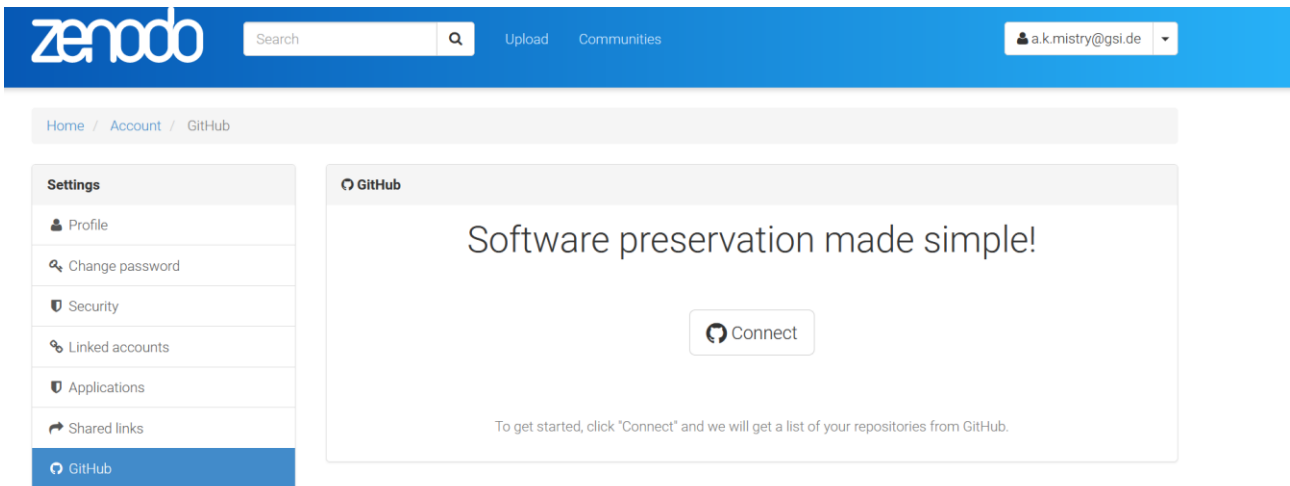 zenodo
Search
Upload Communities
a.k.mistry@gsi.de
Home / Account / GitHub
Settings
Profile
Change password
Security
Linked accounts
Applications
Shared links
GitHub
GitHub
Software preservation made simple!
Connect
To get started, click "Connect" and we will get a list of your repositories from GitHub.